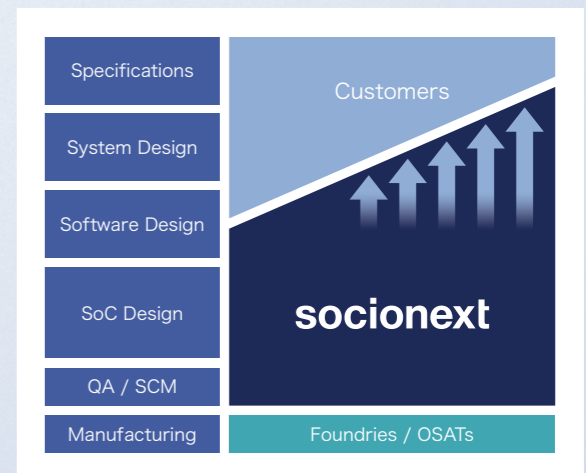 Specifications
Customers
System Design
Software Design
SoC Design
socionext
QA / SCM
Manufacturing
Foundries / OSATs